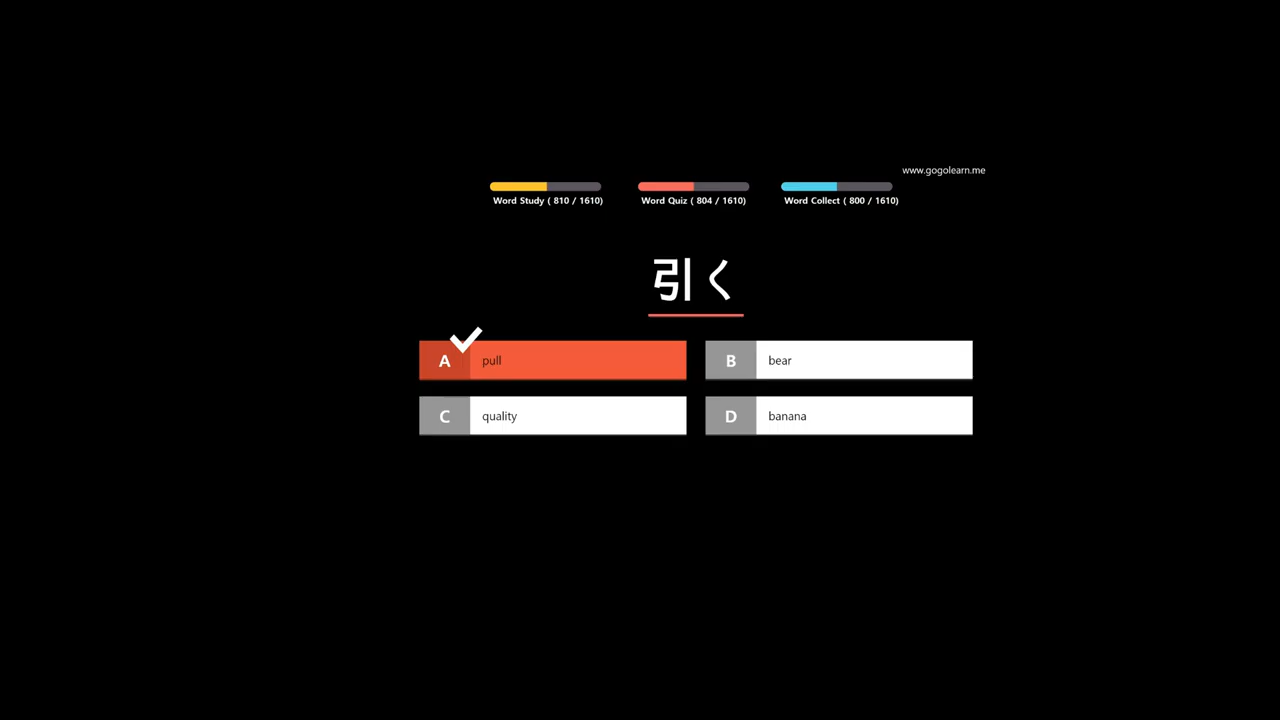 www.gogolearn.me
Word Study ( 810 / 1610) Word Quiz ( 804 / 1610) Word Collect ( 800 / 1610)
引く
A pull
B bear
C quality
D banana